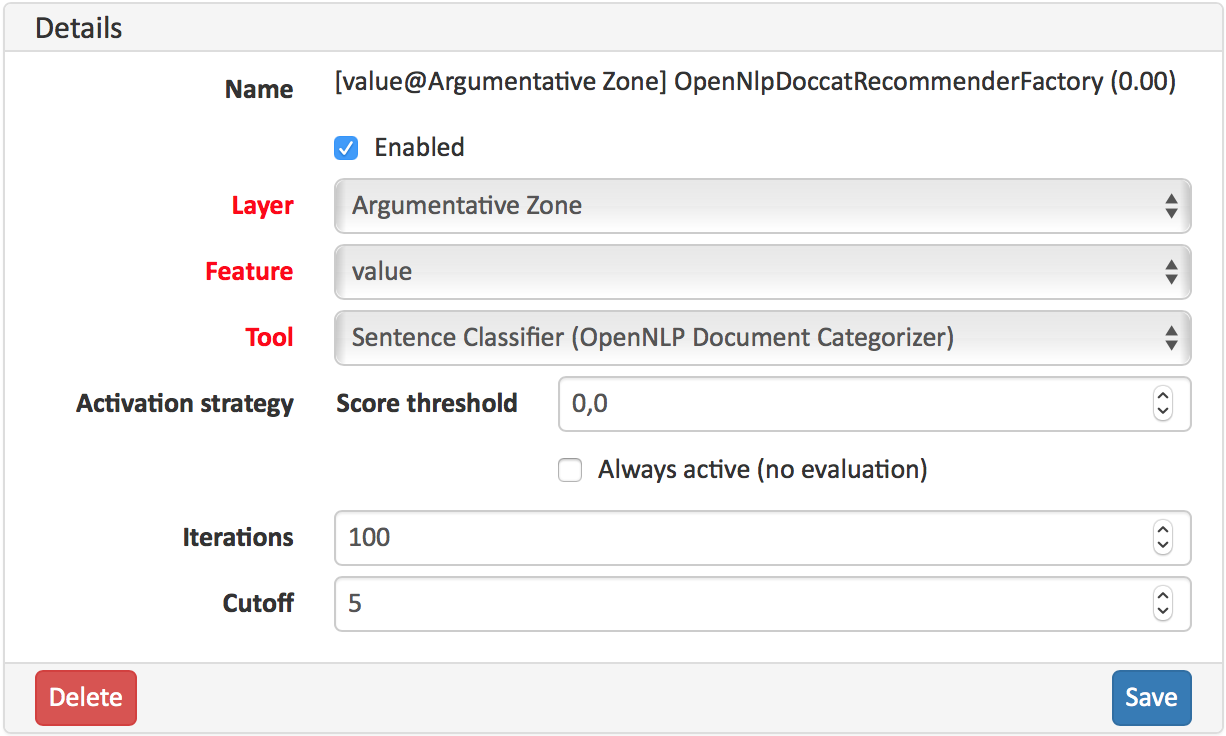 Details
Name [value@Argumentative Zone] OpenNlpDoccatRecommenderFactory (0.00)
Enabled
Layer Argumentative Zone
Feature value
Tool Sentence Classifier (OpenNLP Document Categorizer)
Activation strategy Score threshold 0,0
Always active (no evaluation)
Iterations 100
Cutoff 5
Delete Save